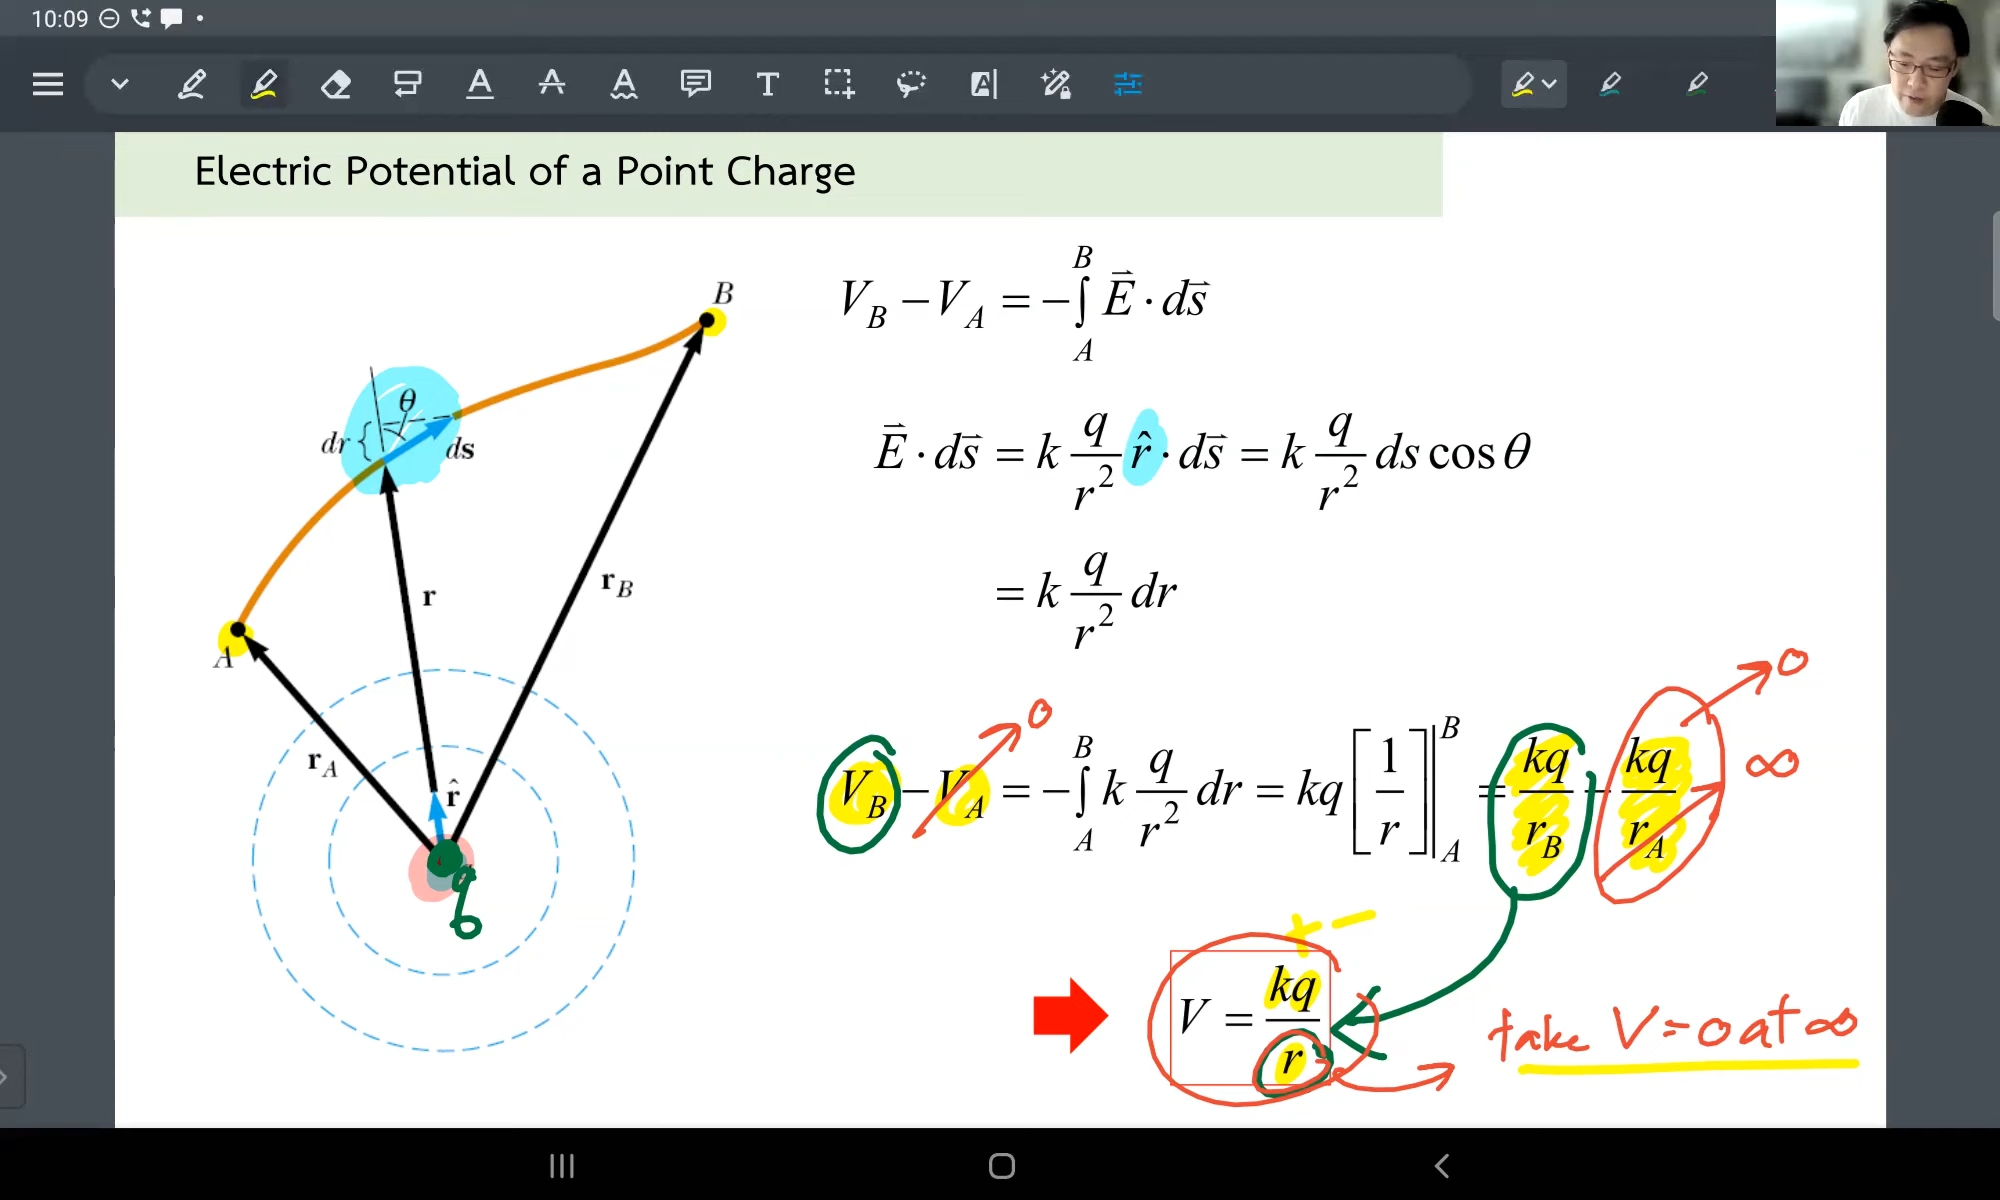 10:09
A A A T A
Electric Potential of a Point Charge
B
θ
dr { ds
r
r_B
A
r_A
r̂
q
V_B − V_A = −∫_A^B E⃗ · ds⃗
E⃗ · ds⃗ = k q/r² r̂ · ds⃗ = k q/r² ds cos θ
= k q/r² dr
0 0
V_B − V_A = −∫_A^B k q/r² dr = kq [1/r] |_A^B = kq/r_B − kq/r_A ∞
+ −
V = kq/r
take V=0 at ∞